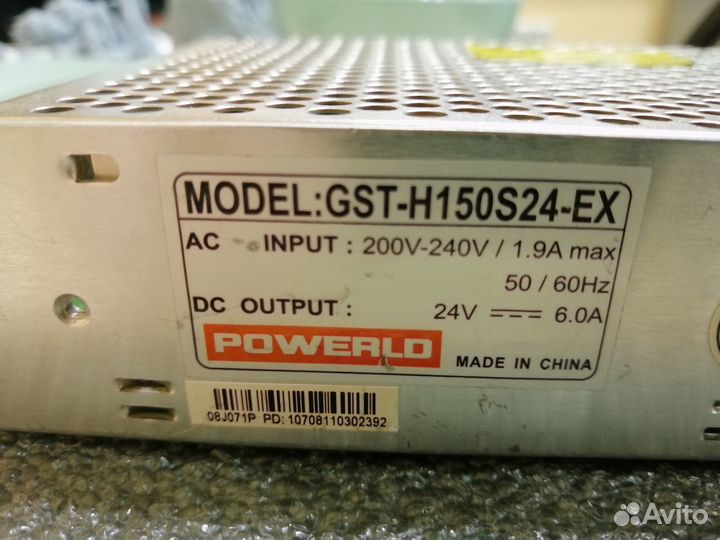 MODEL:GST-H150S24-EX
AC INPUT : 200V-240V / 1.9A max
50 / 60Hz
DC OUTPUT : 24V 6.0A
POWERLD MADE IN CHINA
08J071P PD: 10708110302392
Avito